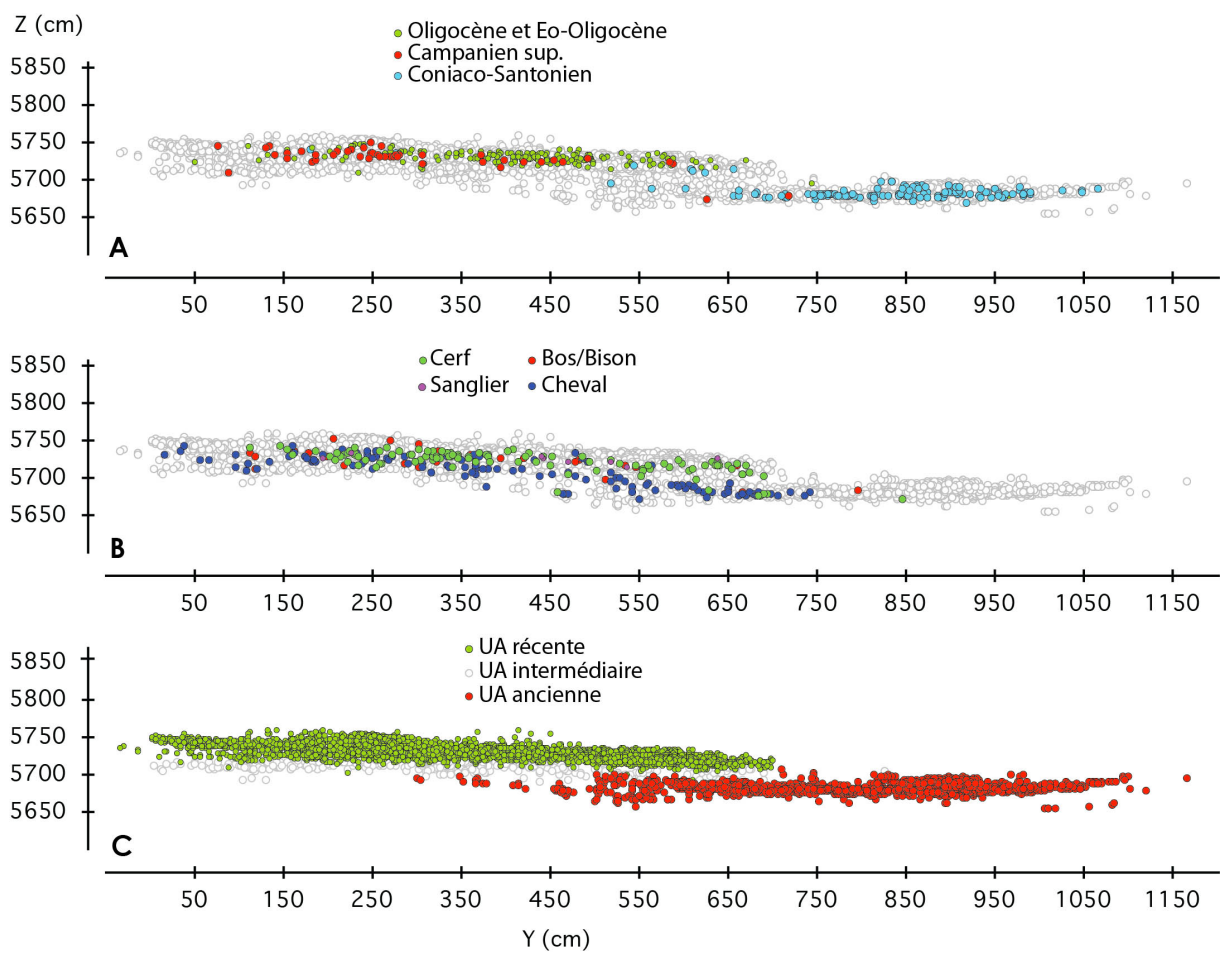 Z (cm)
Oligocène et Eo-Oligocène
Campanien sup.
Coniaco-Santonien
5850
5800
5750
5700
5650
A
50 150 250 350 450 550 650 750 850 950 1050 1150
Cerf Bos/Bison
Sanglier Cheval
5850
5800
5750
5700
5650
B
50 150 250 350 450 550 650 750 850 950 1050 1150
UA récente
UA intermédiaire
UA ancienne
5850
5800
5750
5700
5650
C
50 150 250 350 450 550 650 750 850 950 1050 1150
Y (cm)